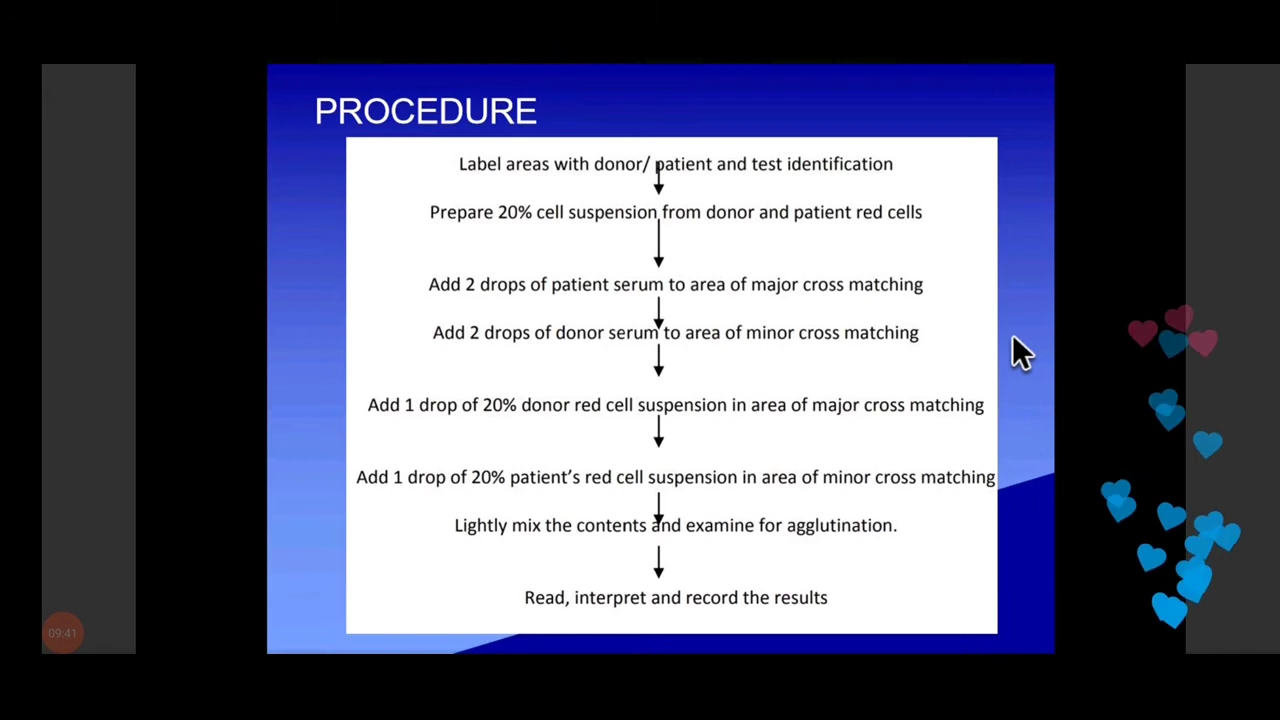 PROCEDURE
Label areas with donor/ patient and test identification
Prepare 20% cell suspension from donor and patient red cells
Add 2 drops of patient serum to area of major cross matching
Add 2 drops of donor serum to area of minor cross matching
Add 1 drop of 20% donor red cell suspension in area of major cross matching
Add 1 drop of 20% patient’s red cell suspension in area of minor cross matching
Lightly mix the contents and examine for agglutination.
Read, interpret and record the results
09:41